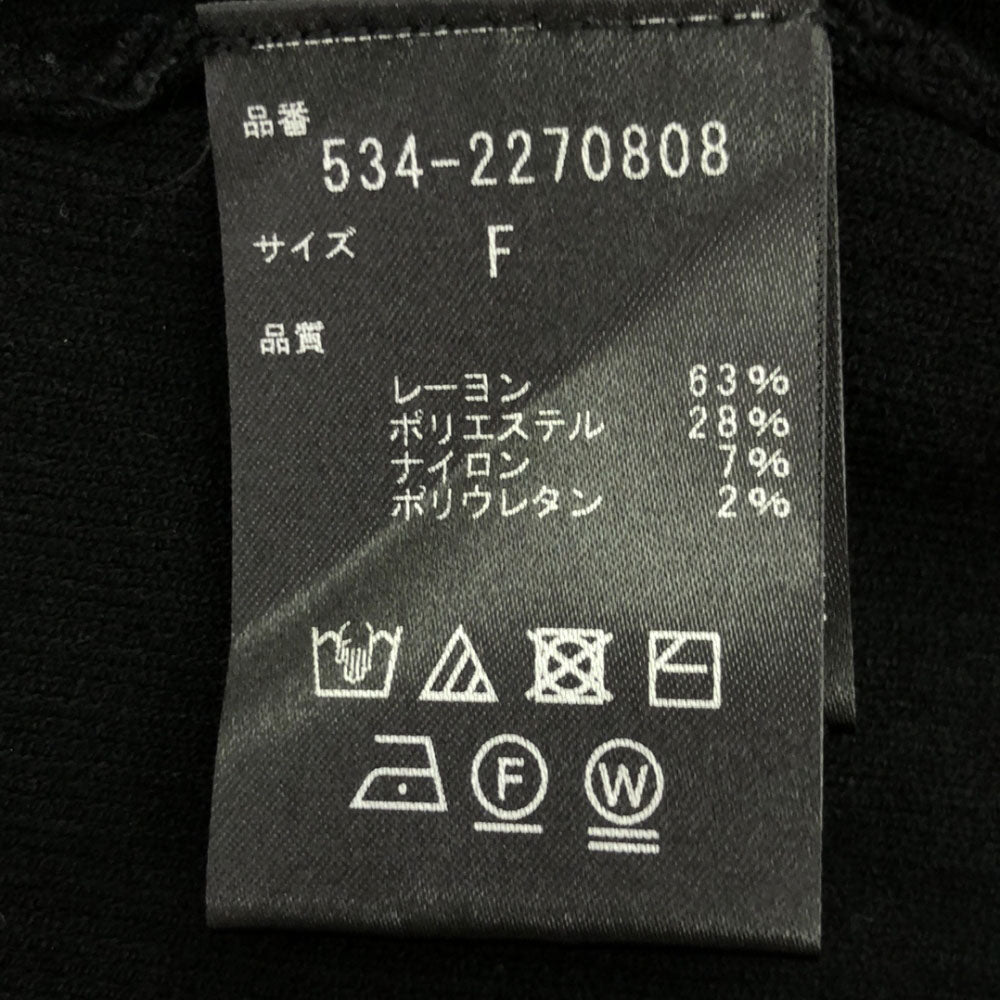 品番
534-2270808
サイズ F
品質
レーヨン 63%
ポリエステル 28%
ナイロン 7%
ポリウレタン 2%
F W